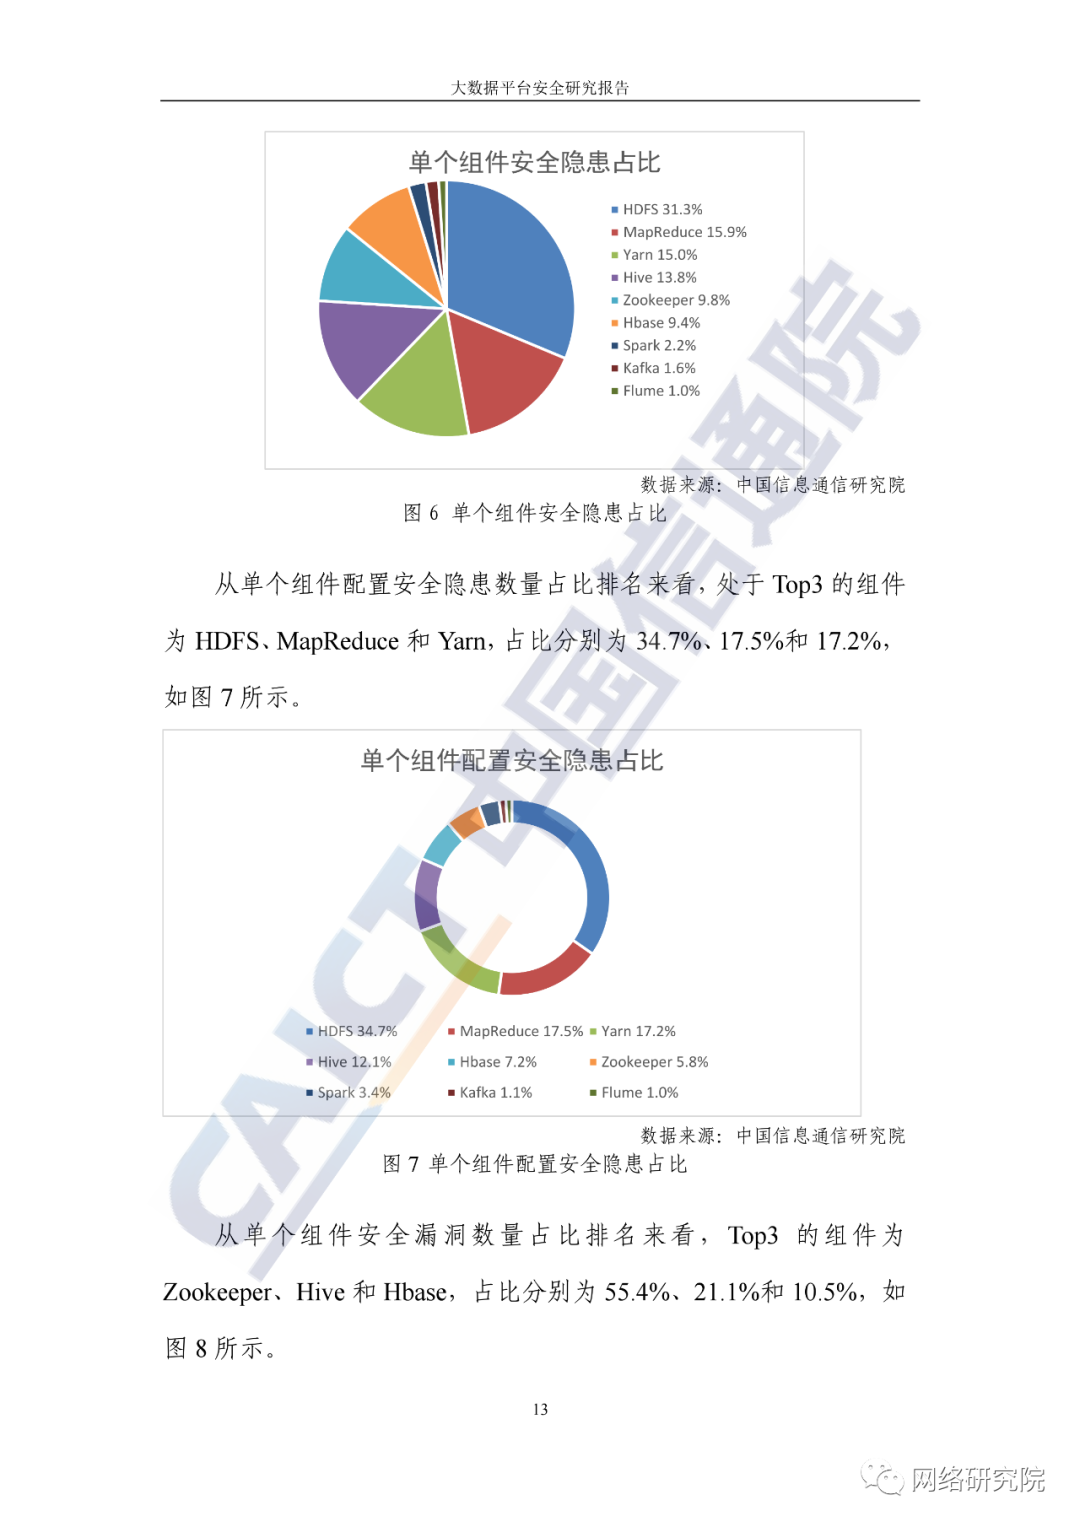 大数据平台安全研究报告
单个组件安全隐患占比
HDFS 31.3%
MapReduce 15.9%
Yarn 15.0%
Hive 13.8%
Zookeeper 9.8%
Hbase 9.4%
Spark 2.2%
Kafka 1.6%
Flume 1.0%
数据来源：中国信息通信研究院
图 6 单个组件安全隐患占比
从单个组件配置安全隐患数量占比排名来看，处于 Top3 的组件
为 HDFS、MapReduce 和 Yarn，占比分别为 34.7%、17.5%和 17.2%，
如图 7 所示。
单个组件配置安全隐患占比
HDFS 34.7% MapReduce 17.5% Yarn 17.2%
Hive 12.1% Hbase 7.2% Zookeeper 5.8%
Spark 3.4% Kafka 1.1% Flume 1.0%
数据来源：中国信息通信研究院
图 7 单个组件配置安全隐患占比
从单个组件安全漏洞数量占比排名来看，Top3 的组件为
Zookeeper、Hive 和 Hbase，占比分别为 55.4%、21.1%和 10.5%，如
图 8 所示。
13
CAICT 中国信通院
网络研究院